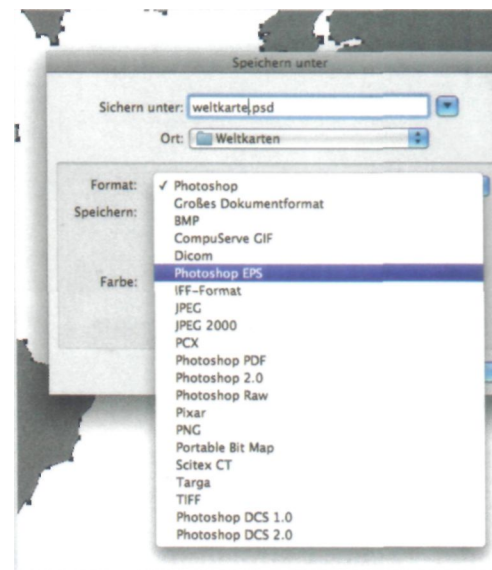 Speichern unter
Sichern unter: weltkarte.psd
Ort: Weltkarten
Format: ✓ Photoshop
Speichern: Großes Dokumentformat
BMP
CompuServe GIF
Dicom
Farbe: Photoshop EPS
IFF-Format
JPEG
JPEG 2000
PCX
Photoshop PDF
Photoshop 2.0
Photoshop Raw
Pixar
PNG
Portable Bit Map
Scitex CT
Targa
TIFF
Photoshop DCS 1.0
Photoshop DCS 2.0